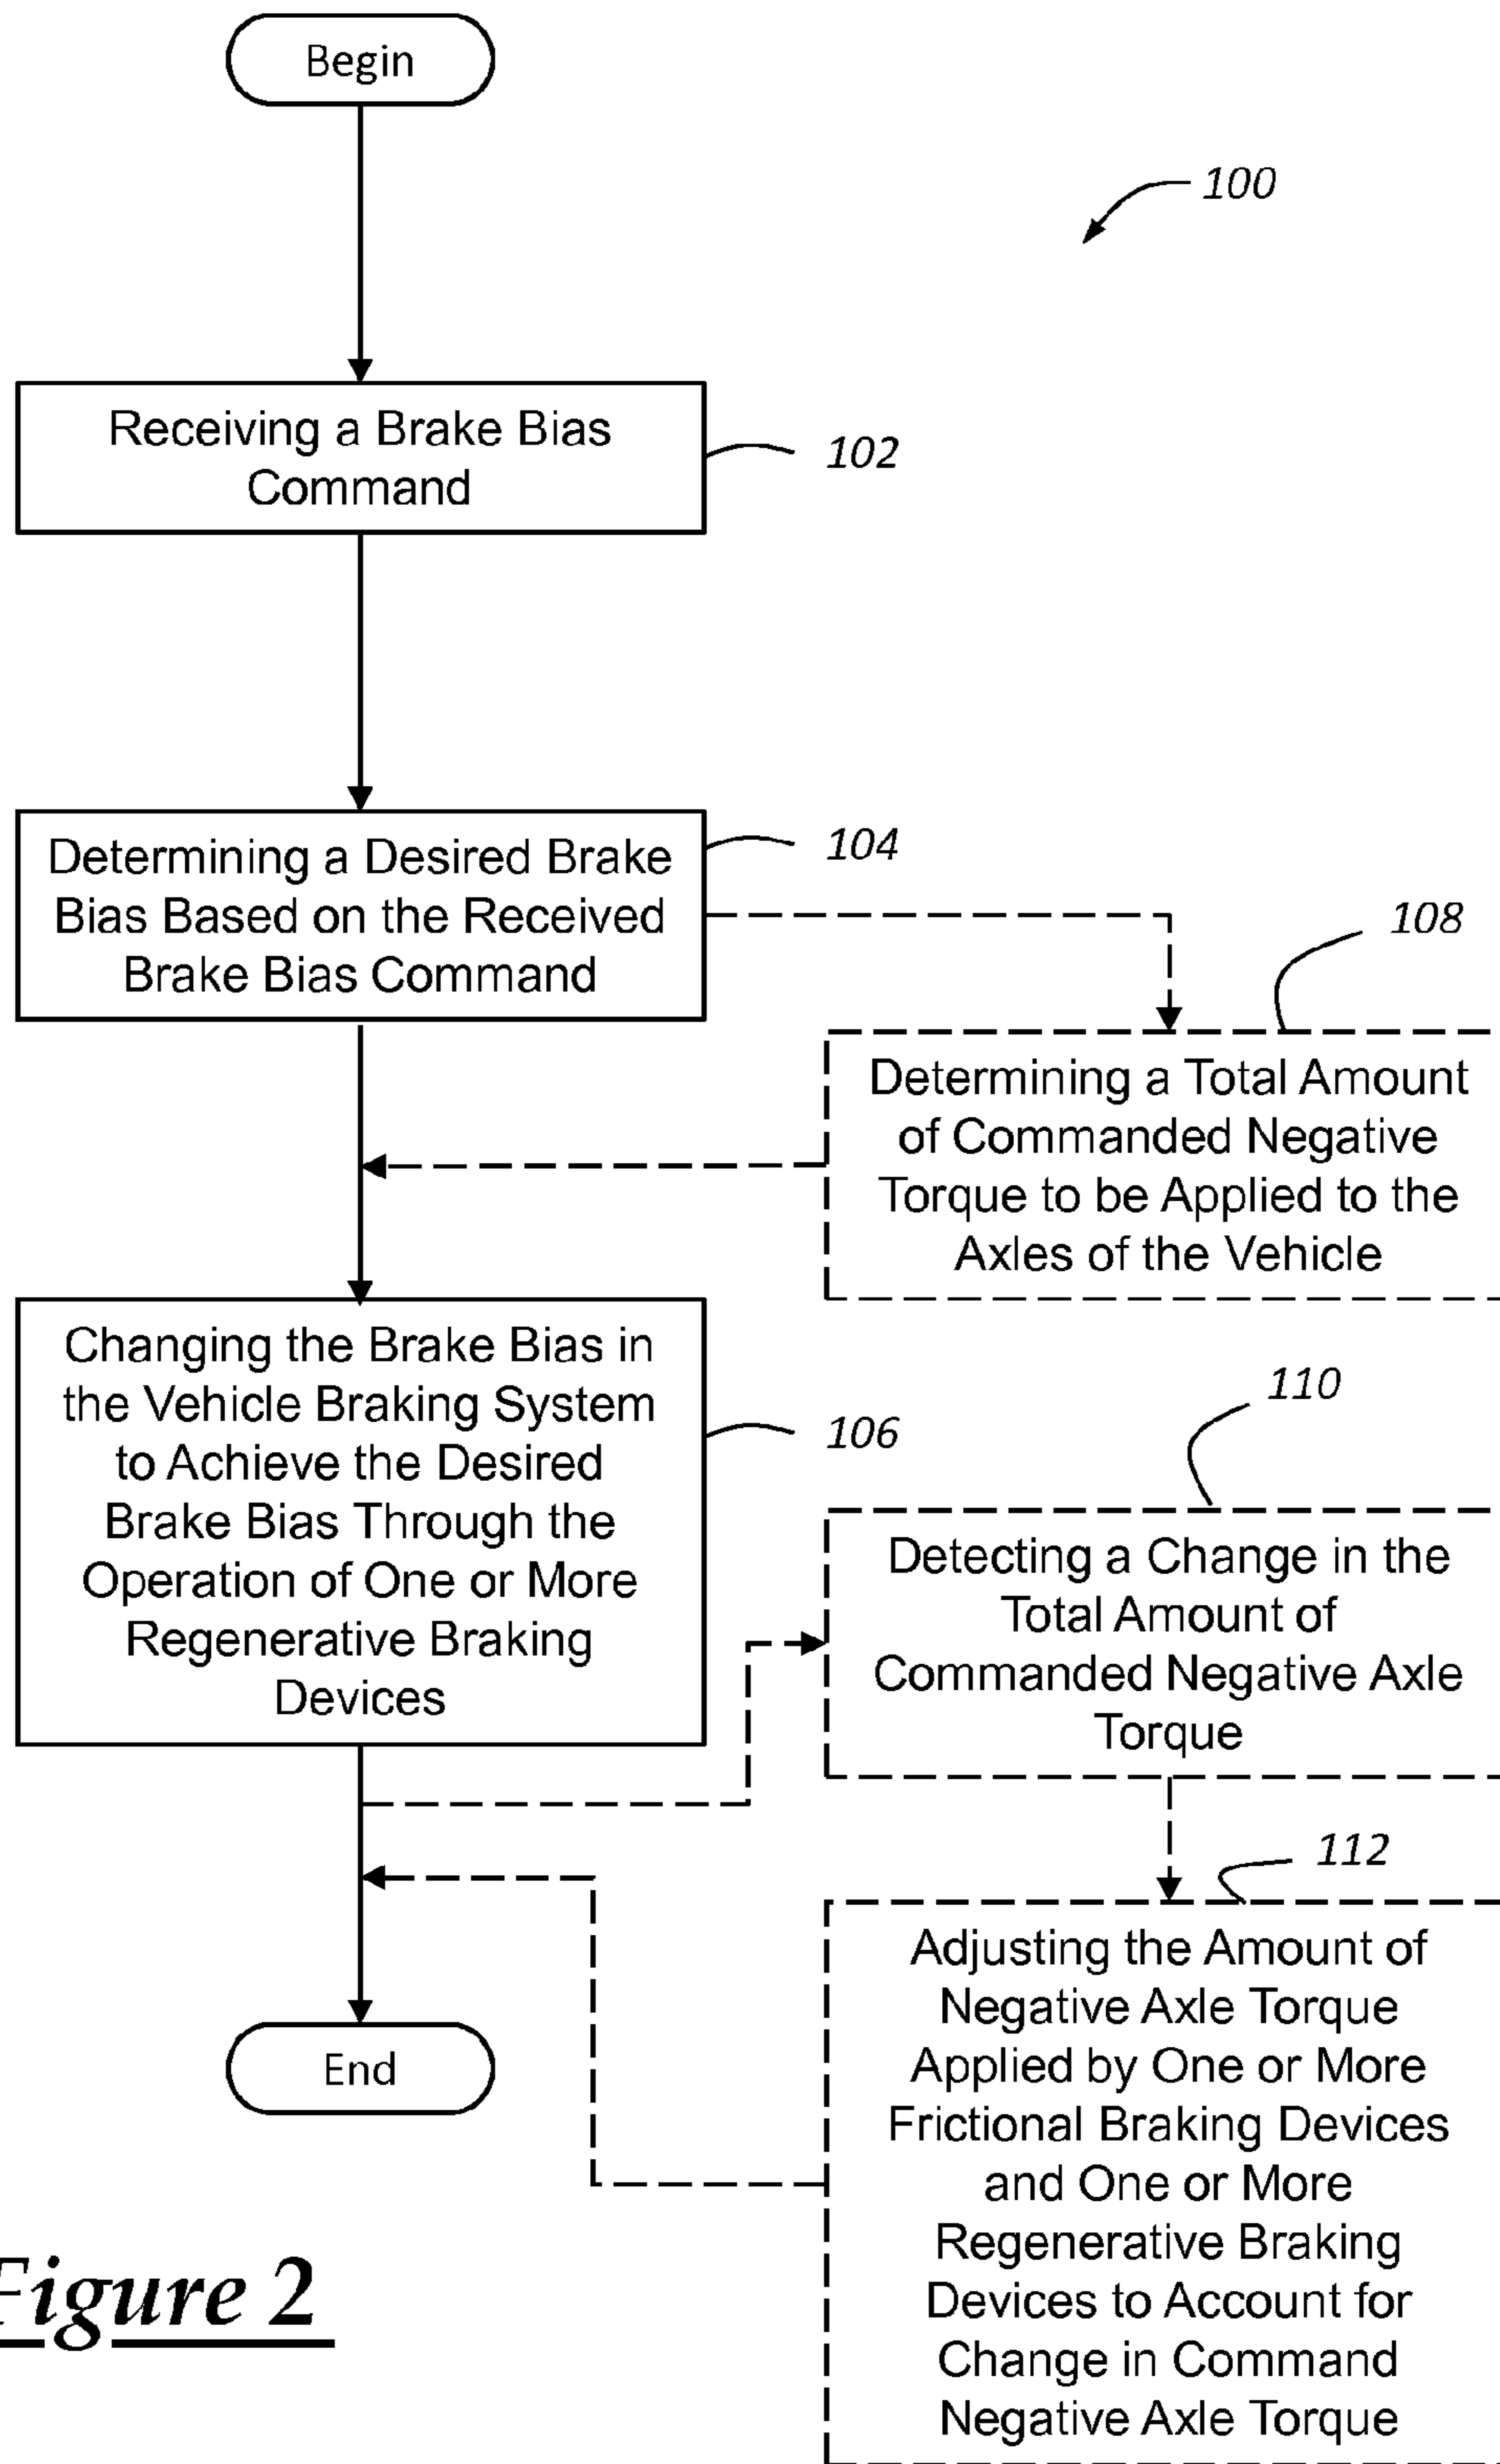 Begin
100
Receiving a Brake Bias
Command
102
Determining a Desired Brake
Bias Based on the Received
Brake Bias Command
104
108
Determining a Total Amount
of Commanded Negative
Torque to be Applied to the
Axles of the Vehicle
Changing the Brake Bias in
the Vehicle Braking System
to Achieve the Desired
Brake Bias Through the
Operation of One or More
Regenerative Braking
Devices
106
110
Detecting a Change in the
Total Amount of
Commanded Negative Axle
Torque
112
Adjusting the Amount of
Negative Axle Torque
Applied by One or More
Frictional Braking Devices
and One or More
Regenerative Braking
Devices to Account for
Change in Command
Negative Axle Torque
End
Figure 2